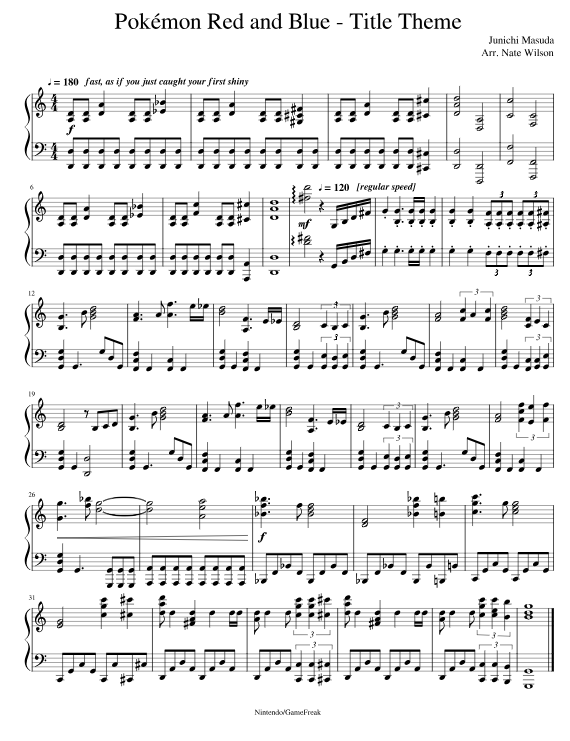 Pokémon Red and Blue - Title Theme
Junichi Masuda
Arr. Nate Wilson
♩ = 180 fast, as if you just caught your first shiny
f
6
♩ = 120 [regular speed]
mf
3 3
3 3
12
3
3
3
3
19
3
3
3
26
f
31
3
3
3
3
Nintendo/GameFreak